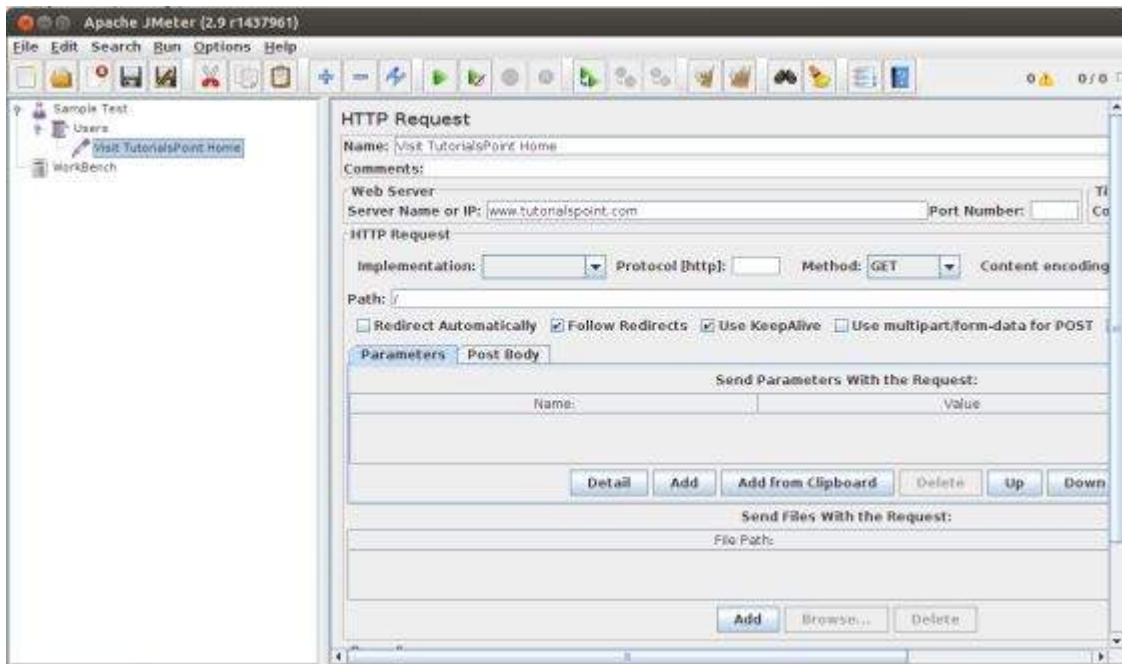 Apache JMeter (2.9 r1437961)
File Edit Search Run Options Help
0 0 / 0
Sample Test
Users
Visit TutorialsPoint Home
WorkBench
HTTP Request
Name: Visit TutorialsPoint Home
Comments:
Web Server
Server Name or IP: www.tutorialspoint.com Port Number:
HTTP Request
Implementation: Protocol [http]: Method: GET Content encoding
Path: /
Redirect Automatically Follow Redirects Use KeepAlive Use multipart/form-data for POST
Parameters Post Body
Send Parameters With the Request:
Name: Value
Detail Add Add from Clipboard Delete Up Down
Send Files With the Request:
File Path:
Add Browse... Delete